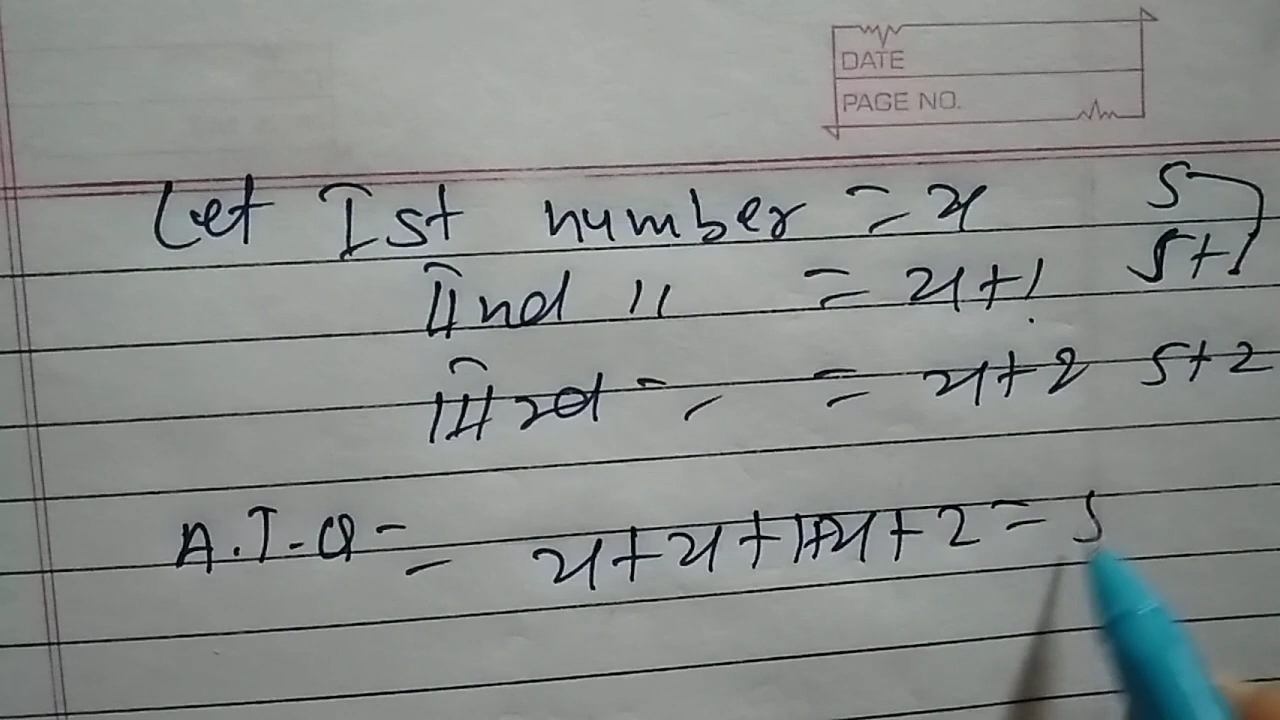 DATE
PAGE NO.
Let Ist number = x 5
IInd " = x+1 5+1
IIIrd = x+2 5+2
A.T-Q = x+x+1+x+2=5